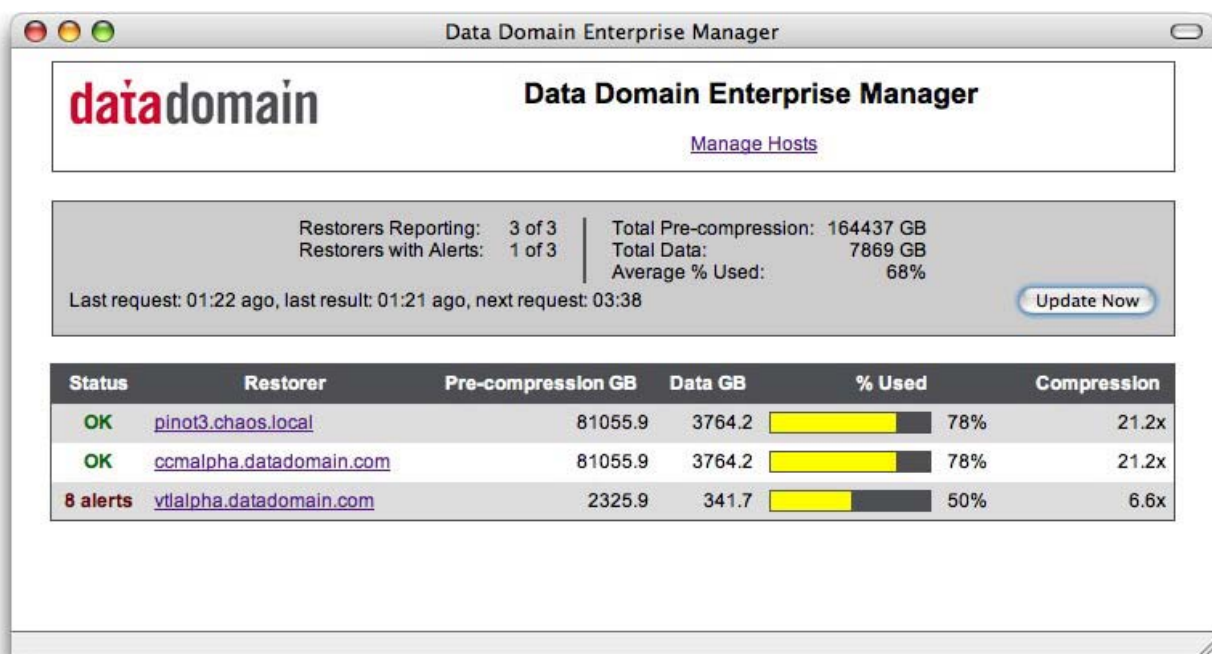 Data Domain Enterprise Manager
datadomain
Data Domain Enterprise Manager
Manage Hosts
Restorers Reporting: 3 of 3
Restorers with Alerts: 1 of 3
Total Pre-compression: 164437 GB
Total Data: 7869 GB
Average % Used: 68%
Last request: 01:22 ago, last result: 01:21 ago, next request: 03:38
Update Now
Status Restorer Pre-compression GB Data GB % Used Compression
OK pinot3.chaos.local 81055.9 3764.2 78% 21.2x
OK ccmalpha.datadomain.com 81055.9 3764.2 78% 21.2x
8 alerts vtlalpha.datadomain.com 2325.9 341.7 50% 6.6x